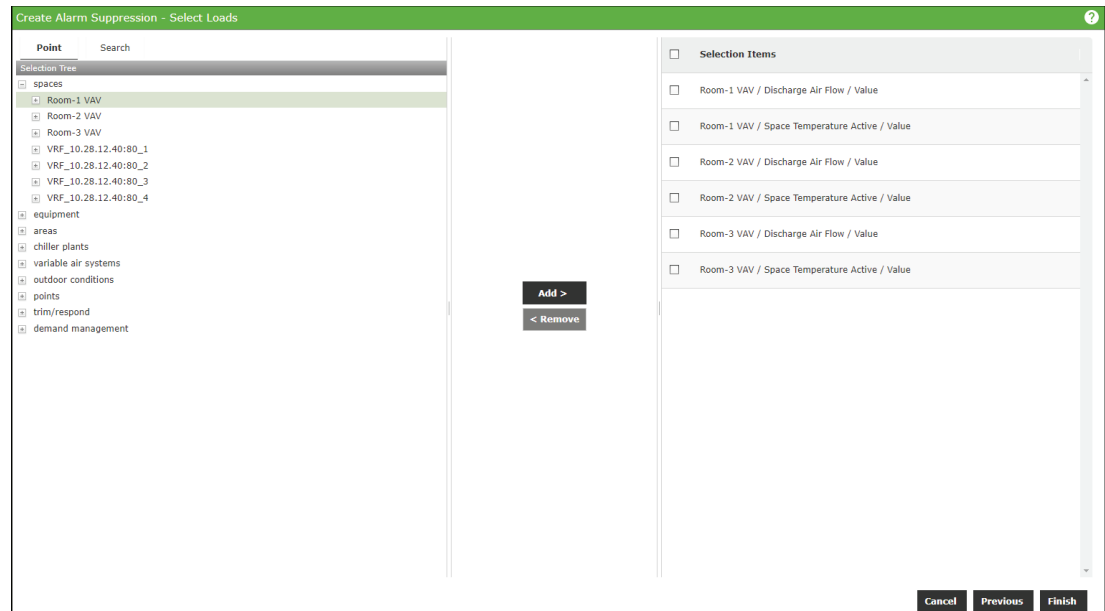 Create Alarm Suppression - Select Loads
?
Point Search
Selection Tree
spaces
Room-1 VAV
Room-2 VAV
Room-3 VAV
VRF_10.28.12.40:80_1
VRF_10.28.12.40:80_2
VRF_10.28.12.40:80_3
VRF_10.28.12.40:80_4
equipment
areas
chiller plants
variable air systems
outdoor conditions
points
trim/respond
demand management
Add >
< Remove
Selection Items
Room-1 VAV / Discharge Air Flow / Value
Room-1 VAV / Space Temperature Active / Value
Room-2 VAV / Discharge Air Flow / Value
Room-2 VAV / Space Temperature Active / Value
Room-3 VAV / Discharge Air Flow / Value
Room-3 VAV / Space Temperature Active / Value
Cancel Previous Finish